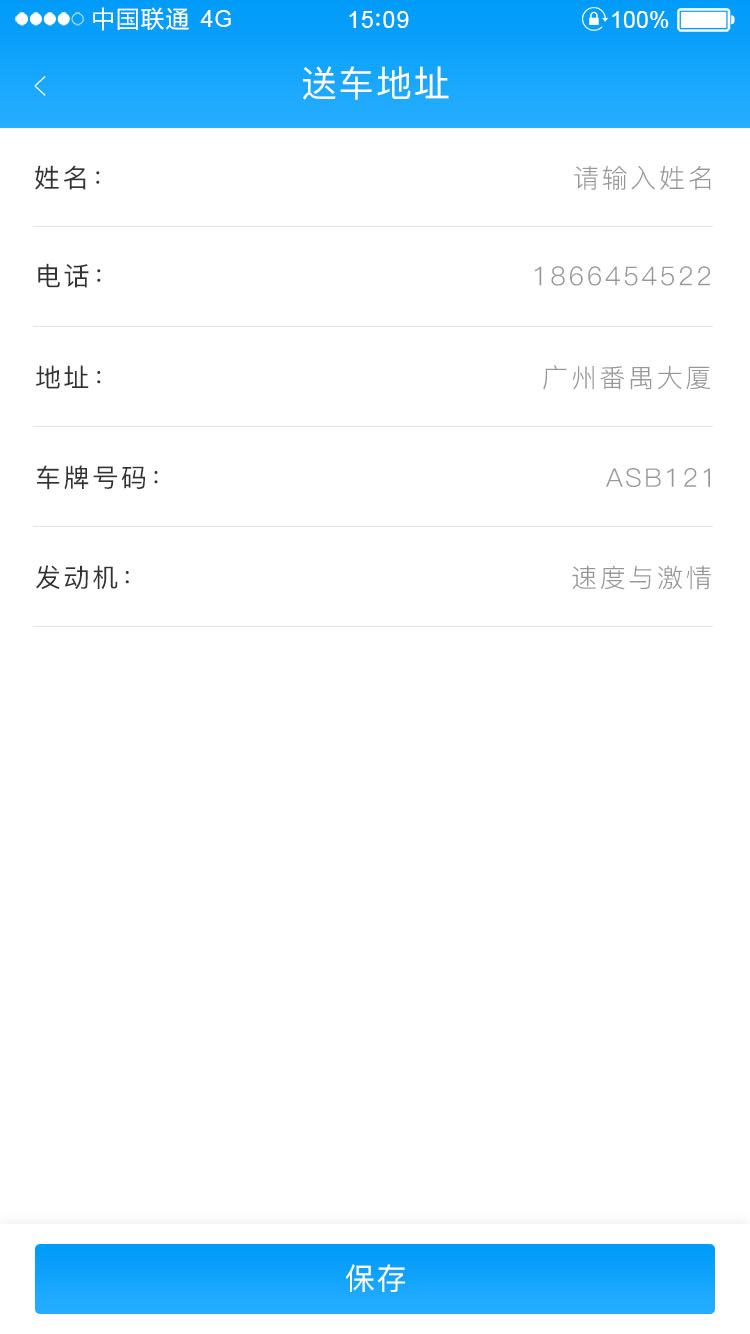 中国联通 4G 15:09 100%
送车地址
姓名： 请输入姓名
电话： 1866454522
地址： 广州番禺大厦
车牌号码： ASB121
发动机： 速度与激情
保存